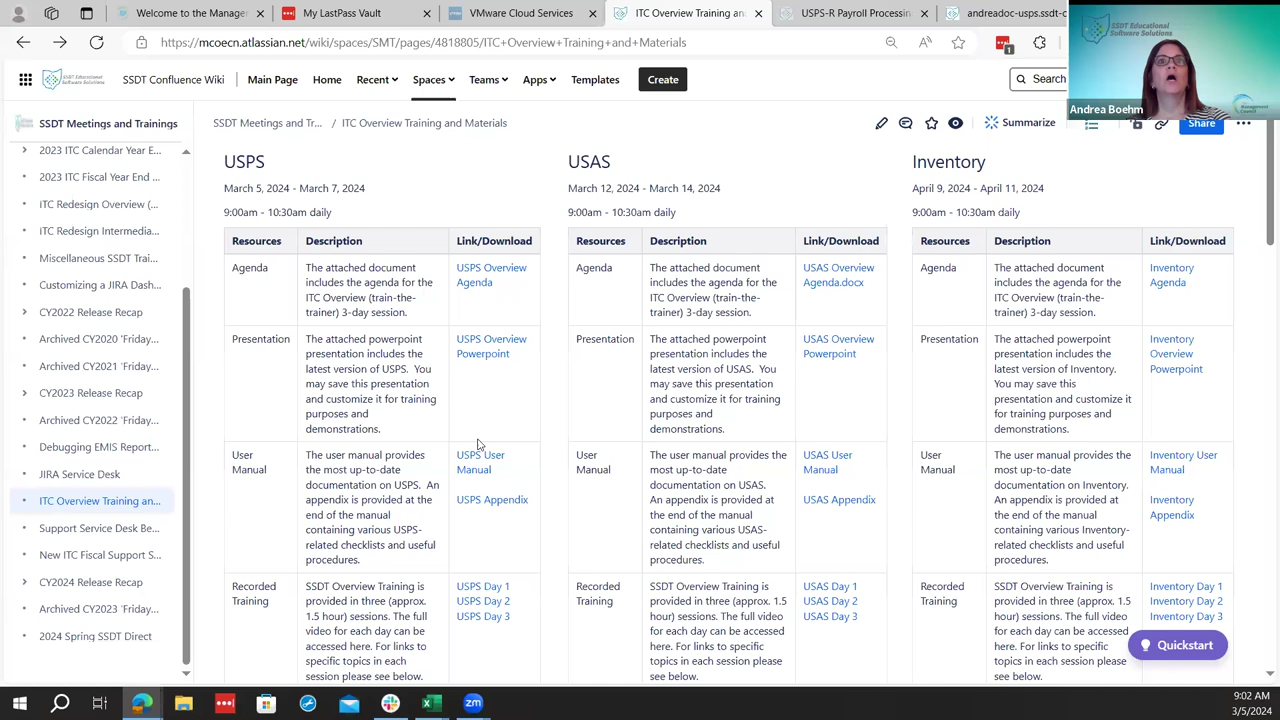 Welcome to the Manage
My LastPass Vault
VMware Cloud Services
ITC Overview Training and
USPS-R Payroll Processing
andreadoc-usps.ssdt-c
https://mcoecn.atlassian.net/wiki/spaces/SMT/pages/4818805/ITC+Overview+Training+and+Materials
1
SSDT Educational
Software Solutions
Andrea Boehm
SSDT Confluence Wiki
Main Page
Home
Recent
Spaces
Teams
Apps
Templates
Create
Search
SSDT Meetings and Trainings
SSDT Meetings and Tr... / ITC Overview Training and Materials
Summarize
Share
2023 ITC Calendar Year E...
2023 ITC Fiscal Year End ...
ITC Redesign Overview (...
ITC Redesign Intermedia...
Miscellaneous SSDT Trai...
Customizing a JIRA Dash...
CY2022 Release Recap
Archived CY2020 'Friday...
Archived CY2021 'Friday...
CY2023 Release Recap
Archived CY2022 'Friday...
Debugging EMIS Report...
JIRA Service Desk
ITC Overview Training an...
Support Service Desk Be...
New ITC Fiscal Support S...
CY2024 Release Recap
Archived CY2023 'Friday...
2024 Spring SSDT Direct
USPS
March 5, 2024 - March 7, 2024
9:00am - 10:30am daily
Resources Description Link/Download
Agenda
The attached document
includes the agenda for the
ITC Overview (train-the-
trainer) 3-day session.
USPS Overview
Agenda
Presentation
The attached powerpoint
presentation includes the
latest version of USPS. You
may save this presentation
and customize it for training
purposes and
demonstrations.
USPS Overview
Powerpoint
User
Manual
The user manual provides
the most up-to-date
documentation on USPS. An
appendix is provided at the
end of the manual
containing various USPS-
related checklists and useful
procedures.
USPS User
Manual
USPS Appendix
Recorded
Training
SSDT Overview Training is
provided in three (approx.
1.5 hour) sessions. The full
video for each day can be
accessed here. For links to
specific topics in each
session please see below.
USPS Day 1
USPS Day 2
USPS Day 3
USAS
March 12, 2024 - March 14, 2024
9:00am - 10:30am daily
Resources Description Link/Download
Agenda
The attached document
includes the agenda for the
ITC Overview (train-the-
trainer) 3-day session.
USAS Overview
Agenda.docx
Presentation
The attached powerpoint
presentation includes the
latest version of USAS. You
may save this presentation
and customize it for training
purposes and
demonstrations.
USAS Overview
Powerpoint
User
Manual
The user manual provides
the most up-to-date
documentation on USAS.
An appendix is provided at
the end of the manual
containing various USAS-
related checklists and useful
procedures.
USAS User
Manual
USAS Appendix
Recorded
Training
SSDT Overview Training is
provided in three (approx. 1.5
hour) sessions. The full video
for each day can be accessed
here. For links to specific
topics in each session please
see below.
USAS Day 1
USAS Day 2
USAS Day 3
Inventory
April 9, 2024 - April 11, 2024
9:00am - 10:30am daily
Resources Description Link/Download
Agenda
The attached document
includes the agenda for the
ITC Overview (train-the-
trainer) 3-day session.
Inventory
Agenda
Presentation
The attached powerpoint
presentation includes the
latest version of Inventory.
You may save this
presentation and customize it
for training purposes and
demonstrations.
Inventory
Overview
Powerpoint
User
Manual
The user manual provides
the most up-to-date
documentation on Inventory.
An appendix is provided at
the end of the manual
containing various Inventory-
related checklists and useful
procedures.
Inventory User
Manual
Inventory
Appendix
Recorded
Training
SSDT Overview Training is
provided in three (approx. 1.5
hour) sessions. The full video
for each day can be accessed
here. For links to specific
topics in each session please
see below.
Inventory Day 1
Inventory Day 2
Inventory Day 3
Quickstart
9:02 AM
3/5/2024